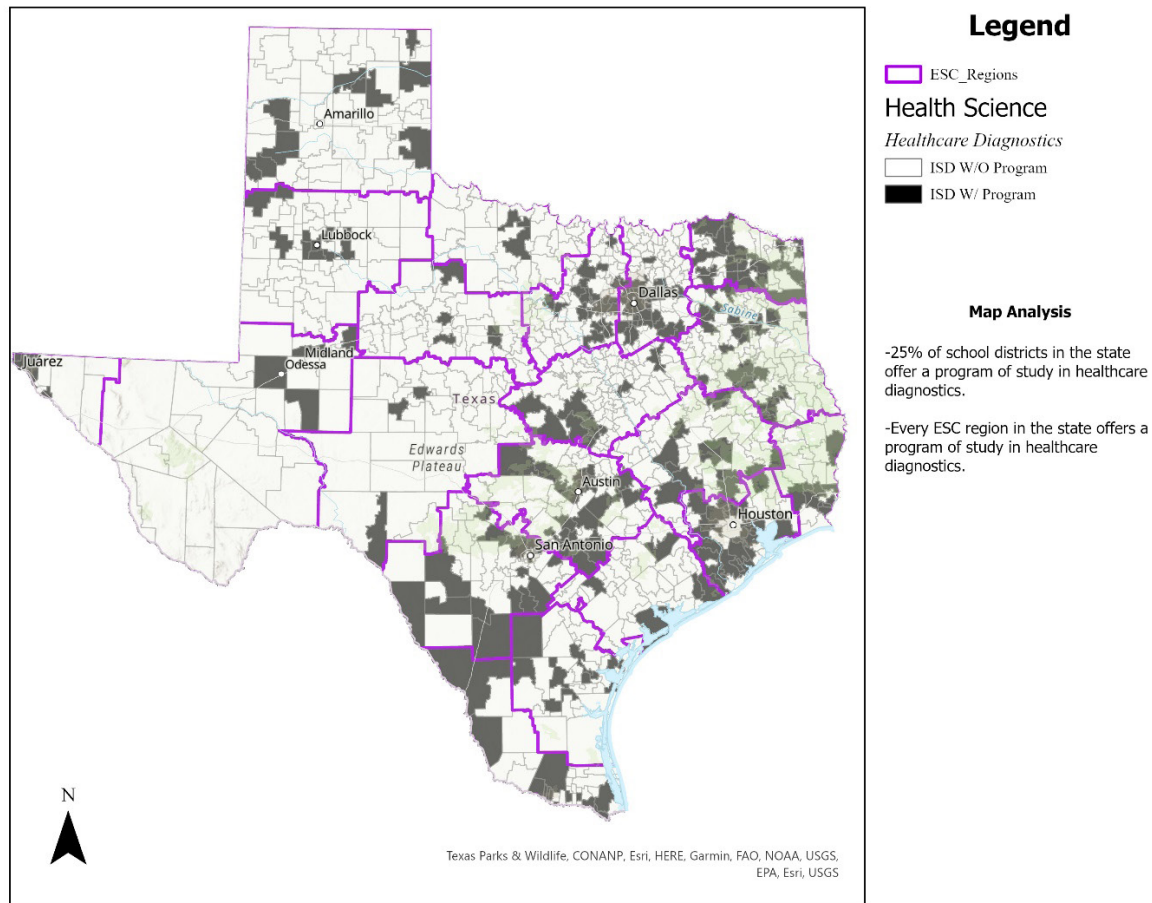 Amarillo
Lubbock
Dallas
Sabine
Juárez
Midland
Odessa
Texas
Edwards
Plateau
Austin
Houston
San Antonio
N
Texas Parks & Wildlife, CONANP, Esri, HERE, Garmin, FAO, NOAA, USGS,
EPA, Esri, USGS
Legend
ESC_Regions
Health Science
Healthcare Diagnostics
ISD W/O Program
ISD W/ Program
Map Analysis
-25% of school districts in the state
offer a program of study in healthcare
diagnostics.
-Every ESC region in the state offers a
program of study in healthcare
diagnostics.